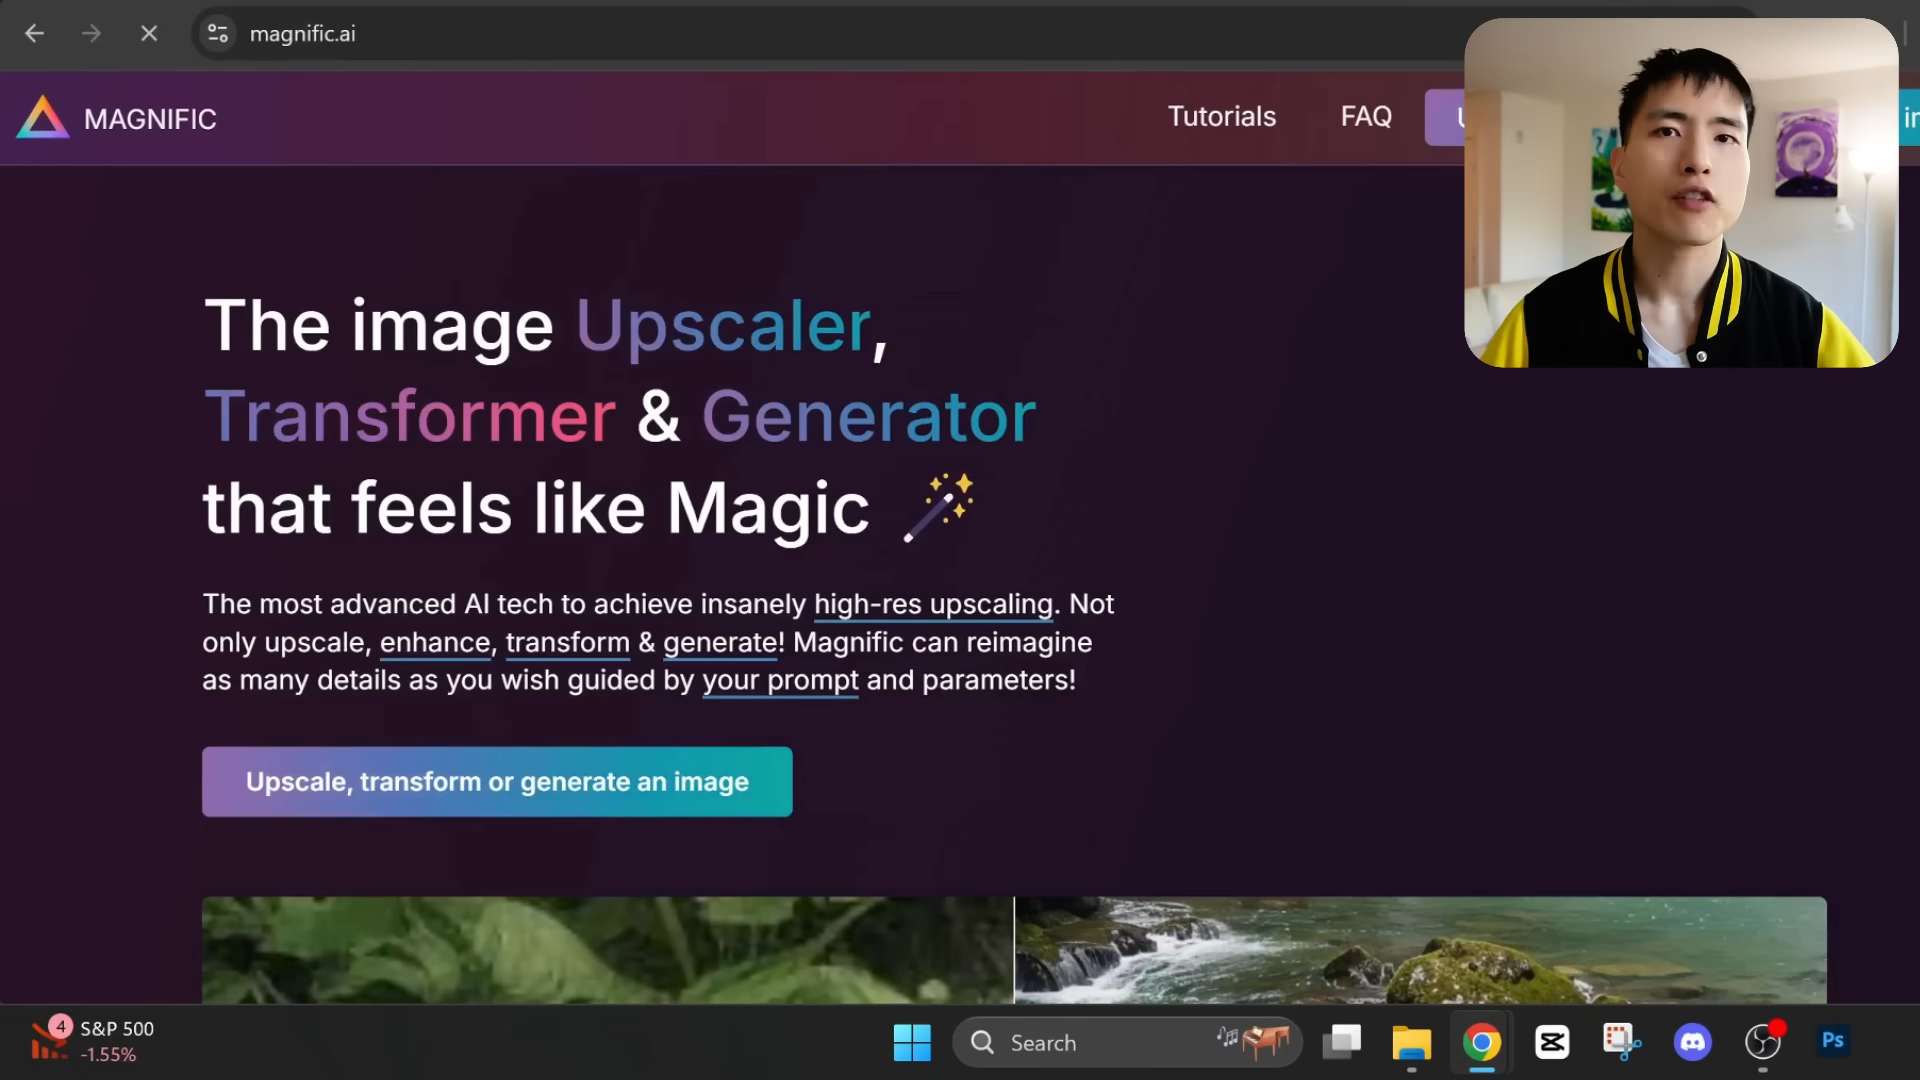 magnific.ai
MAGNIFIC
Tutorials
FAQ
The image Upscaler,
Transformer & Generator
that feels like Magic
The most advanced AI tech to achieve insanely high-res upscaling. Not
only upscale, enhance, transform & generate! Magnific can reimagine
as many details as you wish guided by your prompt and parameters!
Upscale, transform or generate an image
4
S&P 500
-1.55%
Search
Ps